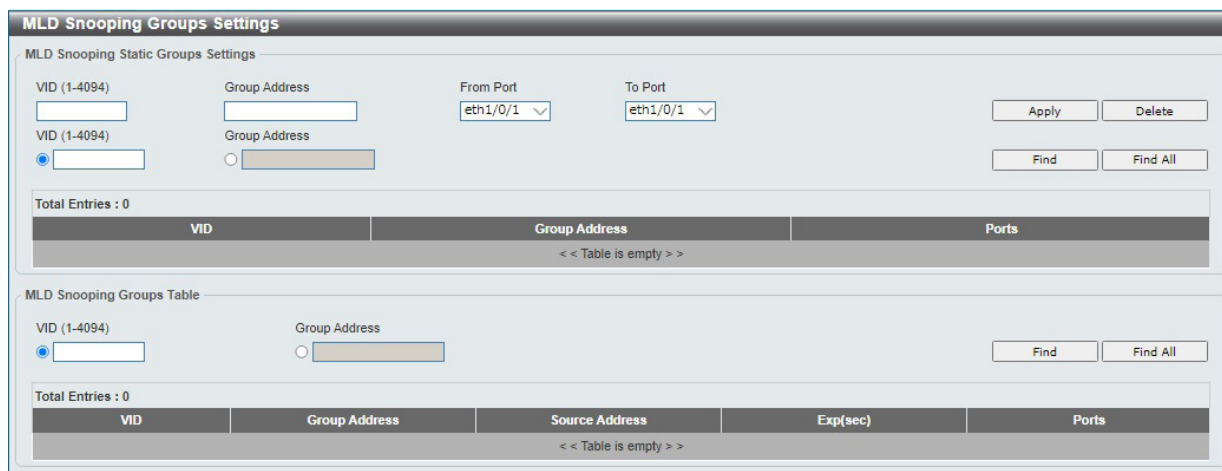 MLD Snooping Groups Settings
MLD Snooping Static Groups Settings
VID (1-4094) Group Address From Port To Port
eth1/0/1 eth1/0/1 Apply Delete
VID (1-4094) Group Address
Find Find All
Total Entries : 0
VID Group Address Ports
< < Table is empty > >
MLD Snooping Groups Table
VID (1-4094) Group Address
Find Find All
Total Entries : 0
VID Group Address Source Address Exp(sec) Ports
< < Table is empty > >